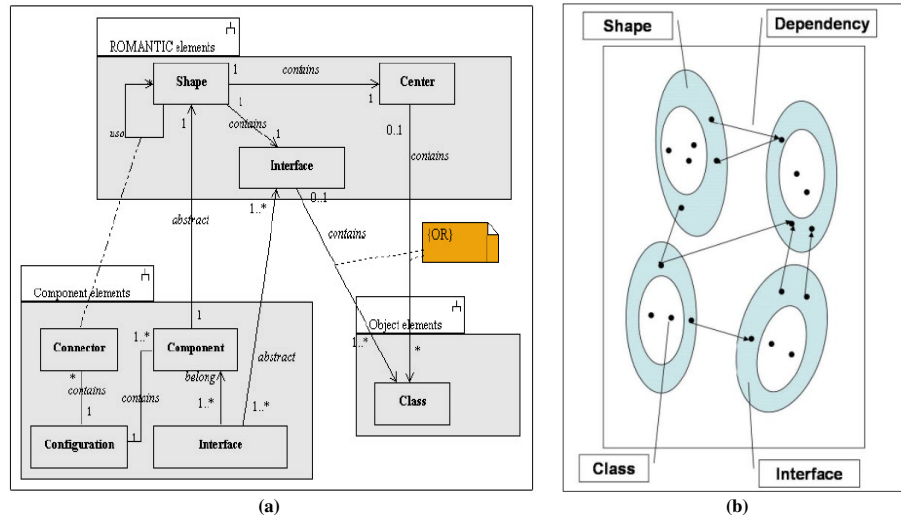 ROMANTIC elements
Shape
1
contains
1
Center
use
1
1
contains
1
0..1
contains
Interface
0..1
1..*
abstract
contains
{OR}
Component elements
Object elements
1
1..*
Connector
Component
abstract
1..*
*
*
contains
contains
belong
1..*
1..*
Class
1
1
Configuration
Interface
(a)
Shape
Dependency
Class
Interface
(b)